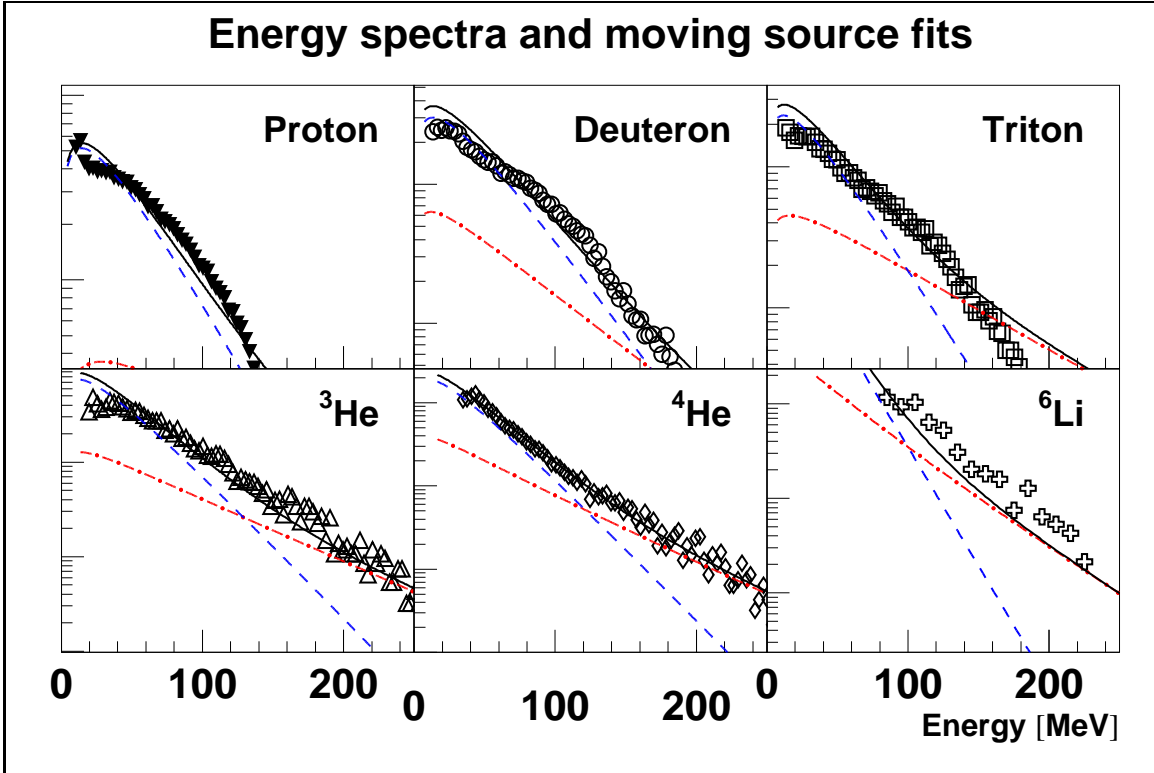 Energy spectra and moving source fits
Proton
Deuteron
Triton
³He
⁴He
⁶Li
0 100 200
0 100 200
0 100 200
Energy [MeV]